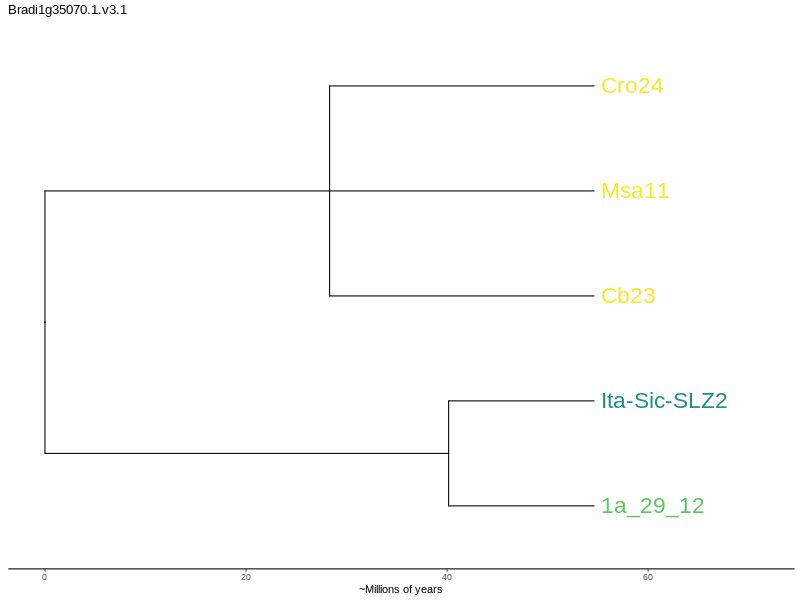 Bradi1g35070.1.v3.1
Cro24
Msa11
Cb23
Ita-Sic-SLZ2
1a_29_12
0 20 40 60
~Millions of years